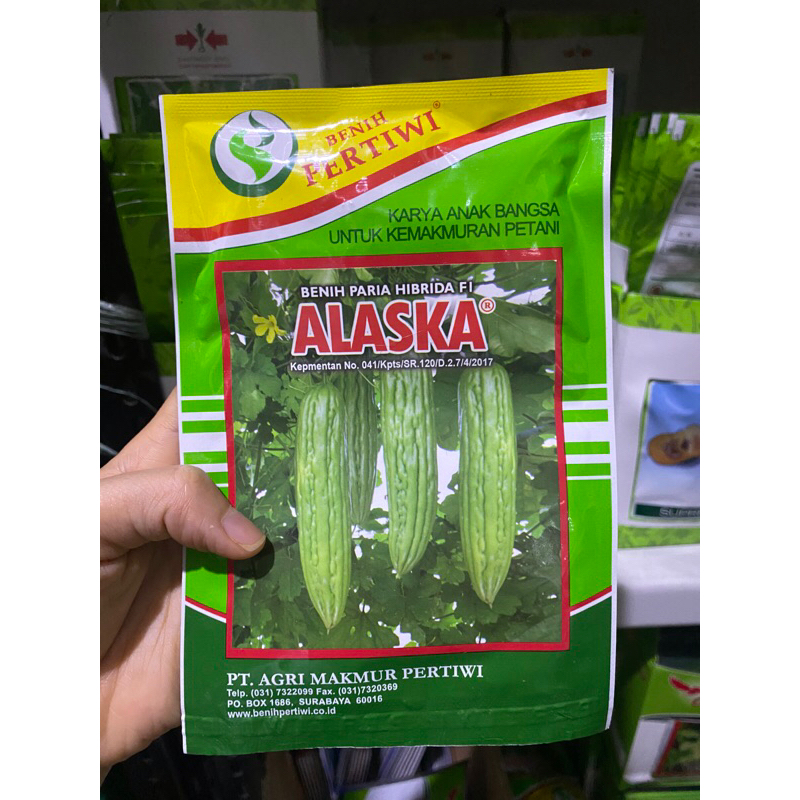 BENIH
PERTIWI®
KARYA ANAK BANGSA
UNTUK KEMAKMURAN PETANI
BENIH PARIA HIBRIDA F1
ALASKA®
Kepmentan No. 041/Kpts/SR.120/D.2.7/4/2017
PT. AGRI MAKMUR PERTIWI
Telp. (031) 7322099 Fax. (031)7320369
PO. BOX 1686, SURABAYA 60016
www.benihpertiwi.co.id